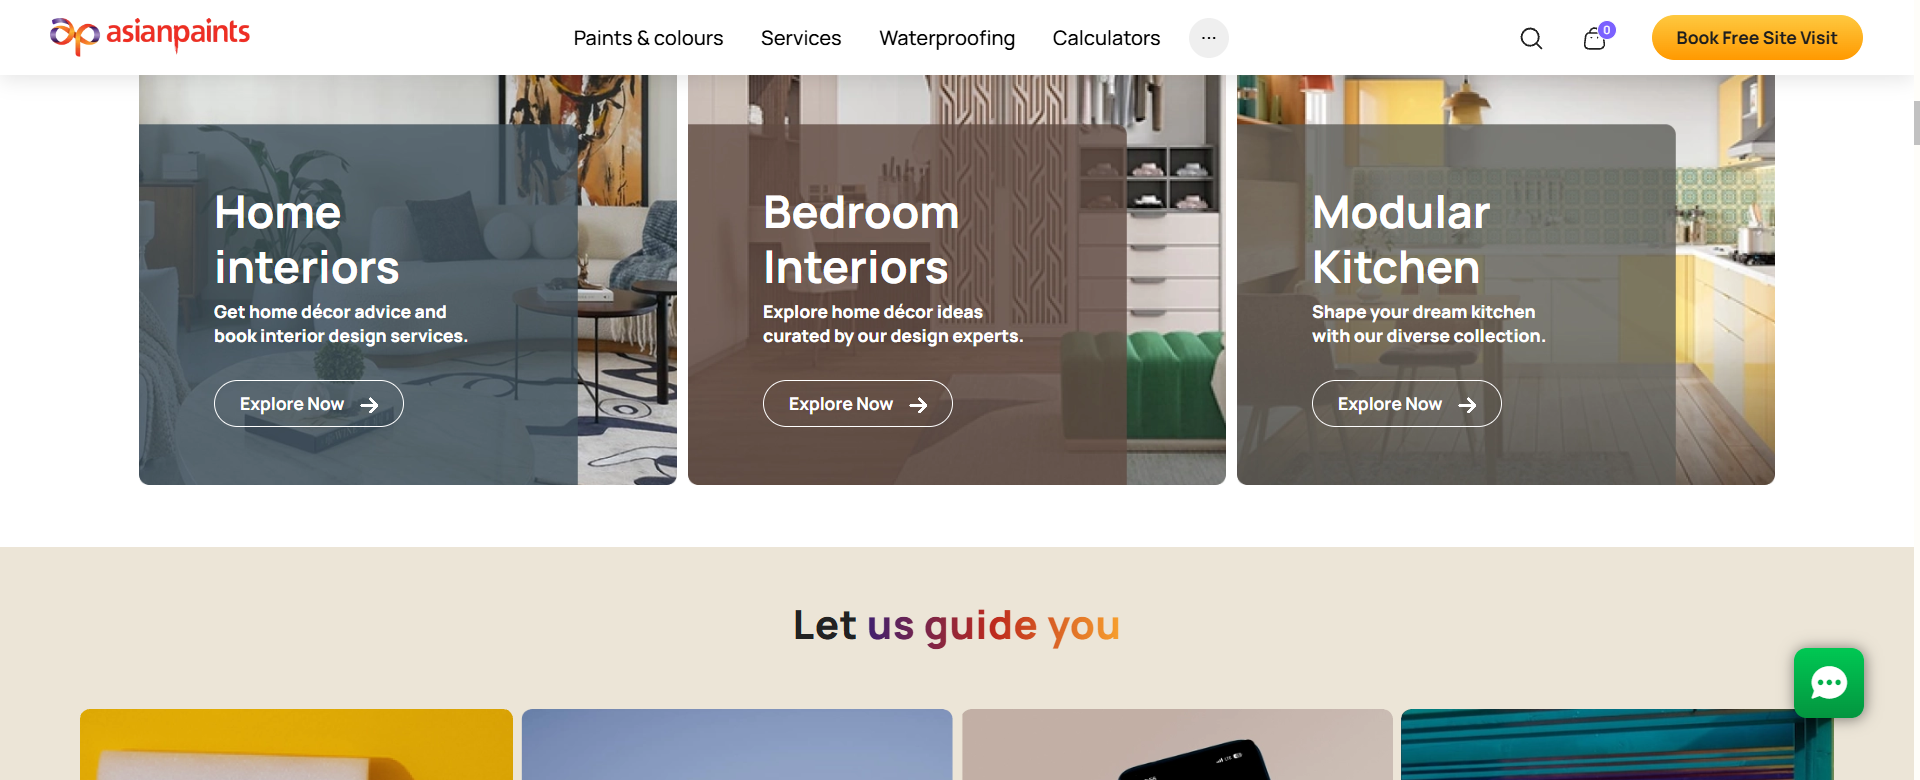 asianpaints
Paints & colours
Services
Waterproofing
Calculators
...
0
Book Free Site Visit
Home
interiors
Get home décor advice and
book interior design services.
Explore Now
Bedroom
Interiors
Explore home décor ideas
curated by our design experts.
Explore Now
Modular
Kitchen
Shape your dream kitchen
with our diverse collection.
Explore Now
Let us guide you